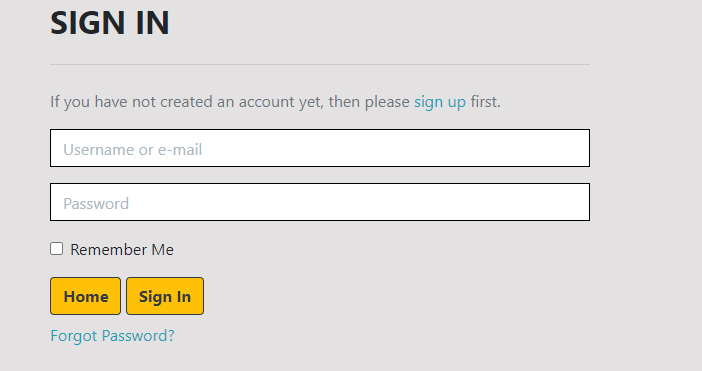 SIGN IN
If you have not created an account yet, then please sign up first.
Username or e-mail
Password
Remember Me
Home Sign In
Forgot Password?